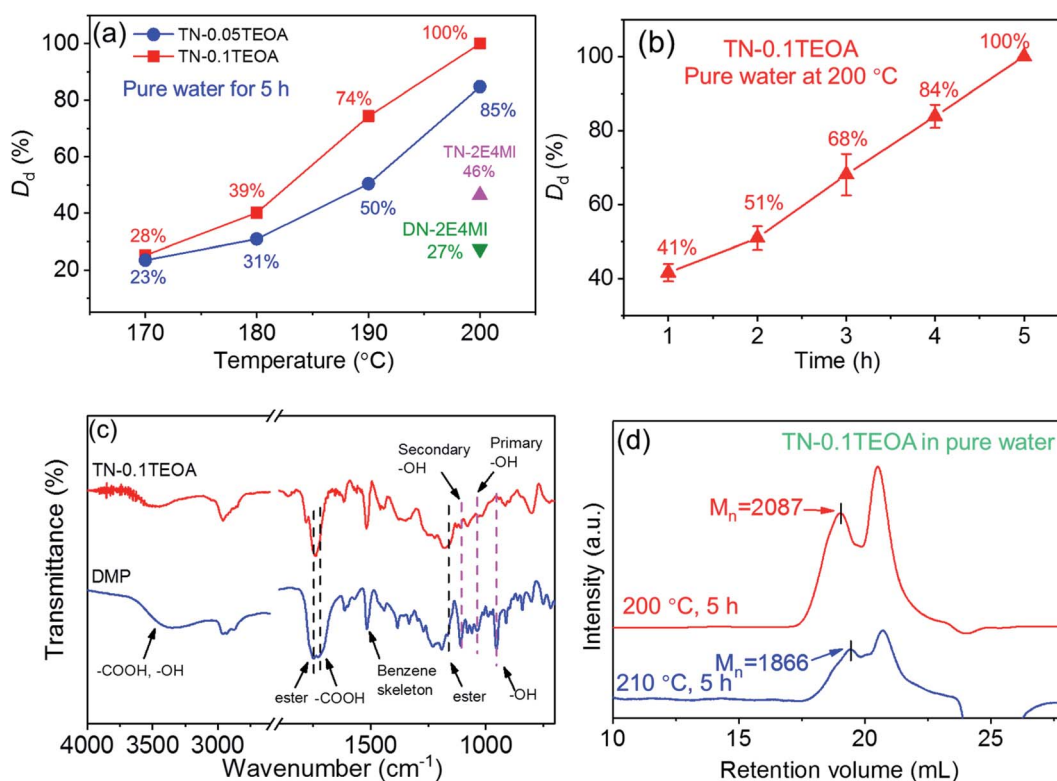 (a)
TN-0.05TEOA
TN-0.1TEOA
Pure water for 5 h
100%
74%
85%
39%
50%
28%
31%
23%
TN-2E4MI
46%
DN-2E4MI
27%
D_d (%)
100
80
60
40
20
170 180 190 200
Temperature (°C)
(b)
TN-0.1TEOA
Pure water at 200 °C
100%
84%
68%
51%
41%
D_d (%)
100
80
60
40
1 2 3 4 5
Time (h)
(c)
TN-0.1TEOA
Secondary
-OH
Primary
-OH
DMP
-COOH, -OH
ester
-COOH
Benzene
skeleton
ester
-OH
Transmittance (%)
4000 3500 3000 1500 1000
Wavenumber (cm⁻¹)
(d)
TN-0.1TEOA in pure water
Mₙ=2087
200 °C, 5 h
Mₙ=1866
210 °C, 5 h
Intensity (a.u.)
10 15 20 25
Retention volume (mL)